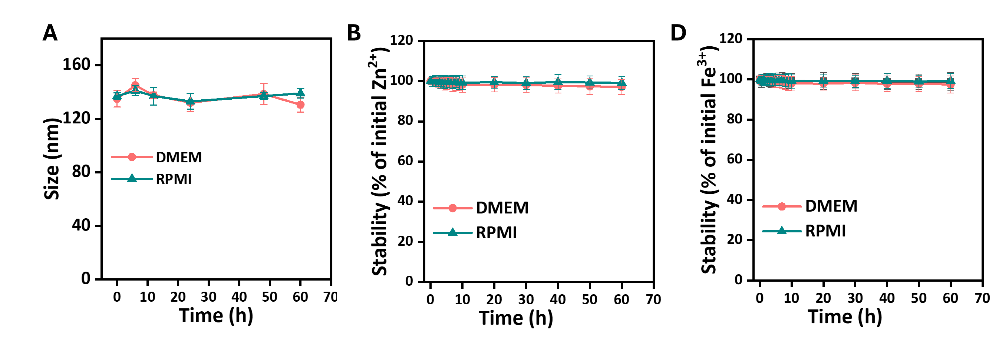 A
160
120
80
40
0
Size (nm)
DMEM
RPMI
0 10 20 30 40 50 60 70
Time (h)
B
120
100
80
60
40
20
0
Stability (% of initial Zn²⁺)
DMEM
RPMI
0 10 20 30 40 50 60 70
Time (h)
D
120
100
80
60
40
20
0
Stability (% of initial Fe³⁺)
DMEM
RPMI
0 10 20 30 40 50 60 70
Time (h)